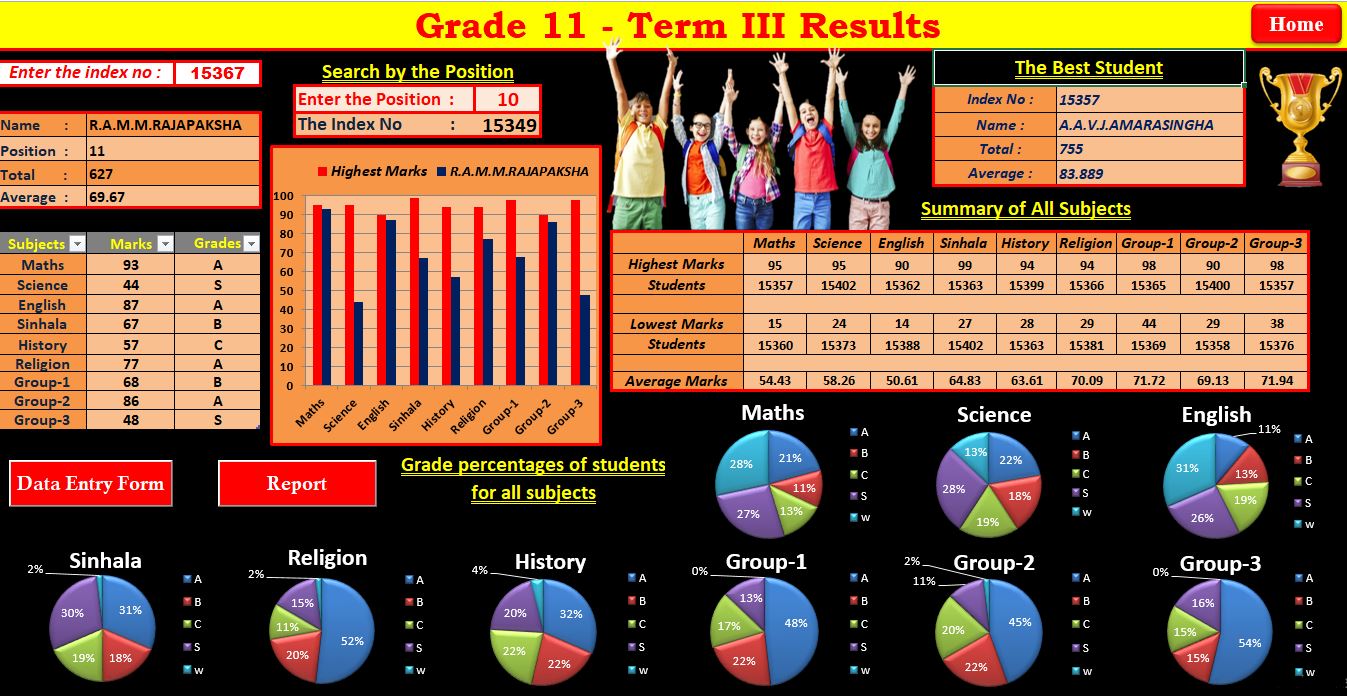 Grade 11 - Term III Results
Home
Enter the index no : 15367
Name : R.A.M.M.RAJAPAKSHA
Position : 11
Total : 627
Average : 69.67
Subjects Marks Grades
Maths 93 A
Science 44 S
English 87 A
Sinhala 67 B
History 57 C
Religion 77 A
Group-1 68 B
Group-2 86 A
Group-3 48 S
Search by the Position
Enter the Position : 10
The Index No : 15349
Highest Marks R.A.M.M.RAJAPAKSHA
100
90
80
70
60
50
40
30
20
10
0
Maths Science English Sinhala History Religion Group-1 Group-2 Group-3
The Best Student
Index No : 15357
Name : A.A.V.J.AMARASINGHA
Total : 755
Average : 83.889
Summary of All Subjects
Maths Science English Sinhala History Religion Group-1 Group-2 Group-3
Highest Marks 95 95 90 99 94 94 98 90 98
Students 15357 15402 15362 15363 15399 15366 15365 15400 15357
Lowest Marks 15 24 14 27 28 29 44 29 38
Students 15360 15373 15388 15402 15363 15381 15369 15358 15376
Average Marks 54.43 58.26 50.61 64.83 63.61 70.09 71.72 69.13 71.94
Data Entry Form
Report
Grade percentages of students
for all subjects
Maths
21%
11%
13%
27%
28%
A
B
C
S
w
Science
22%
18%
19%
28%
13%
A
B
C
S
w
English
11%
13%
19%
26%
31%
A
B
C
S
w
Sinhala
31%
18%
19%
30%
2%
A
B
C
S
w
Religion
52%
20%
11%
15%
2%
A
B
C
S
w
History
32%
22%
22%
20%
4%
A
B
C
S
w
Group-1
48%
22%
17%
13%
0%
A
B
C
S
w
Group-2
45%
22%
20%
11%
2%
A
B
C
S
w
Group-3
54%
15%
15%
16%
0%
A
B
C
S
w